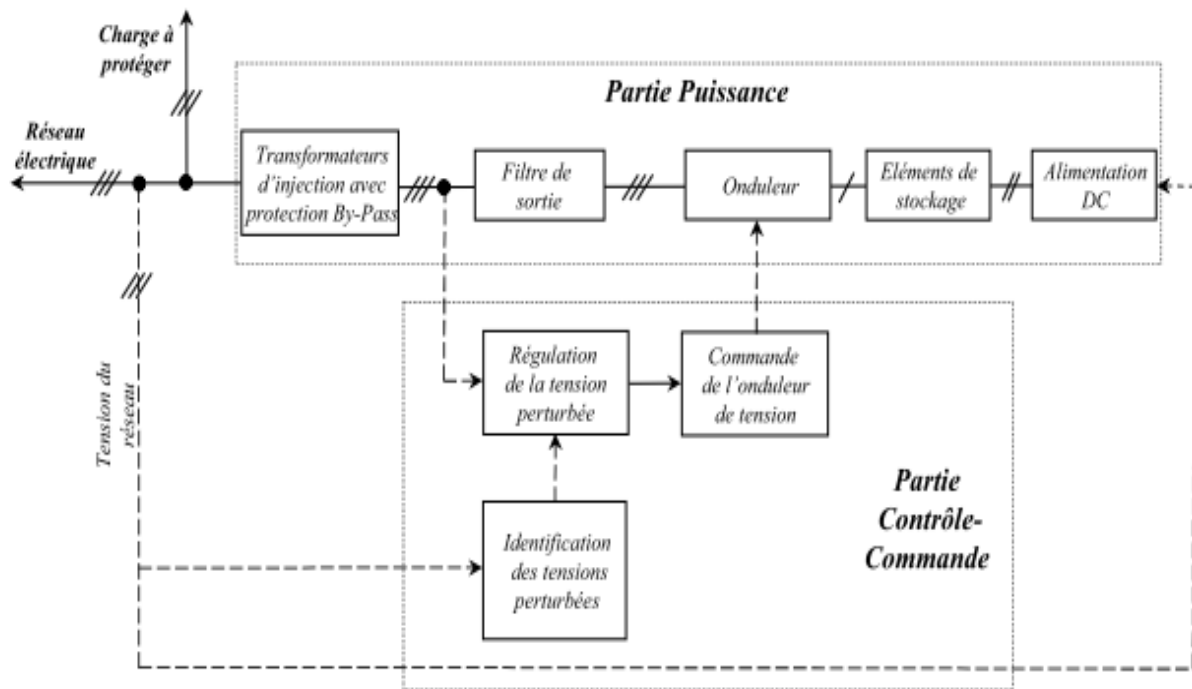 Charge à
protéger
Partie Puissance
Réseau
électrique
Transformateurs
d'injection avec
protection By-Pass
Filtre de
sortie
Onduleur
Eléments de
stockage
Alimentation
DC
Tension du
réseau
Régulation
de la tension
perturbée
Commande
de l'onduleur
de tension
Identification
des tensions
perturbées
Partie
Contrôle-
Commande